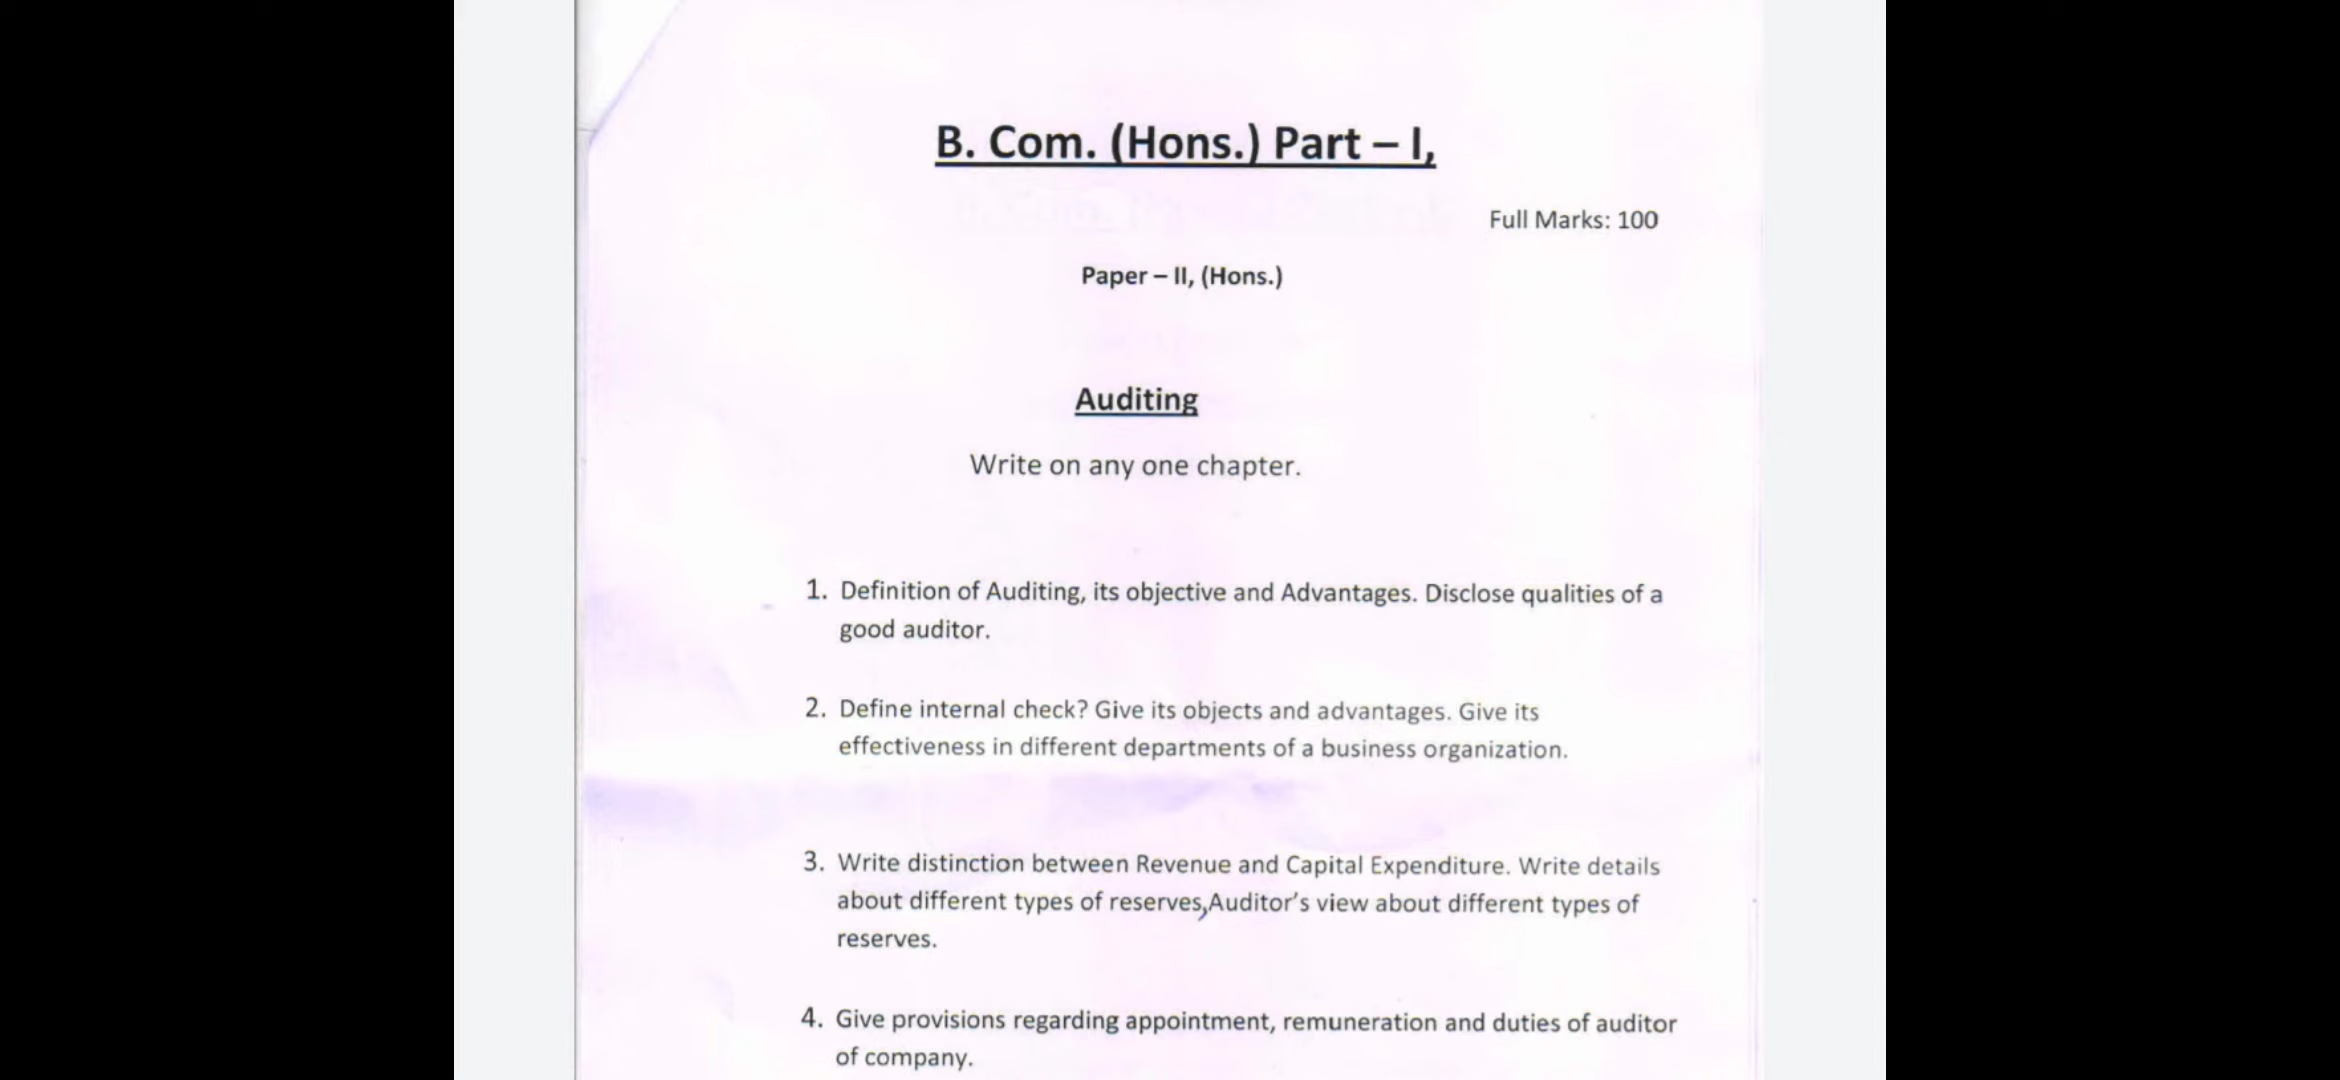 B. Com. (Hons.) Part – I,
Full Marks: 100
Paper – II, (Hons.)
Auditing
Write on any one chapter.
1. Definition of Auditing, its objective and Advantages. Disclose qualities of a
good auditor.
2. Define internal check? Give its objects and advantages. Give its
effectiveness in different departments of a business organization.
3. Write distinction between Revenue and Capital Expenditure. Write details
about different types of reserves,Auditor's view about different types of
reserves.
4. Give provisions regarding appointment, remuneration and duties of auditor
of company.